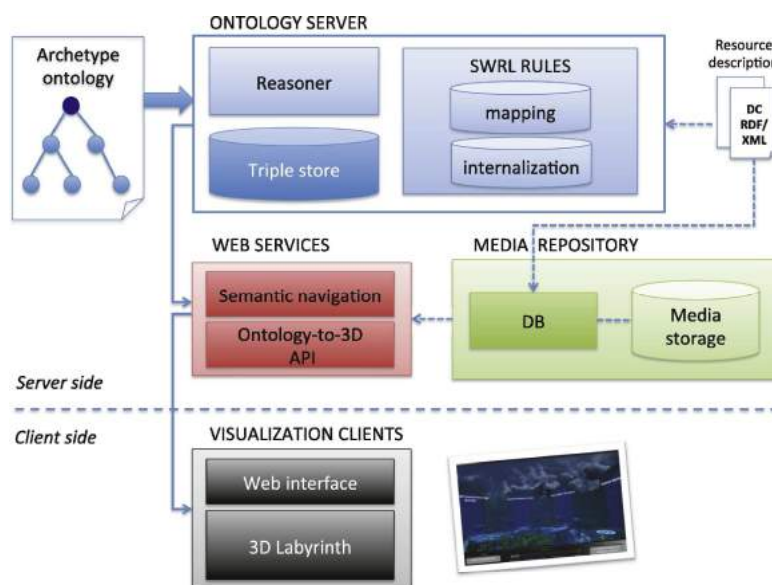 ONTOLOGY SERVER
Archetype
ontology
Reasoner
Triple store
SWRL RULES
mapping
internalization
Resource
description
DC
RDF/
XML
WEB SERVICES
Semantic navigation
Ontology-to-3D
API
MEDIA REPOSITORY
DB
Media
storage
Server side
Client side
VISUALIZATION CLIENTS
Web interface
3D Labyrinth